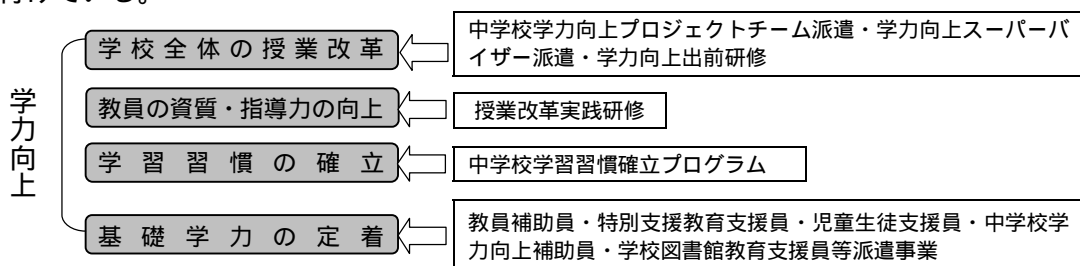 付けている。
学力向上
学校全体の授業改革
中学校学力向上プロジェクトチーム派遣・学力向上スーパーバ
イザー派遣・学力向上出前研修
教員の資質・指導力の向上
授業改革実践研修
学習習慣の確立
中学校学習習慣確立プログラム
基礎学力の定着
教員補助員・特別支援教育支援員・児童生徒支援員・中学校学
力向上補助員・学校図書館教育支援員等派遣事業